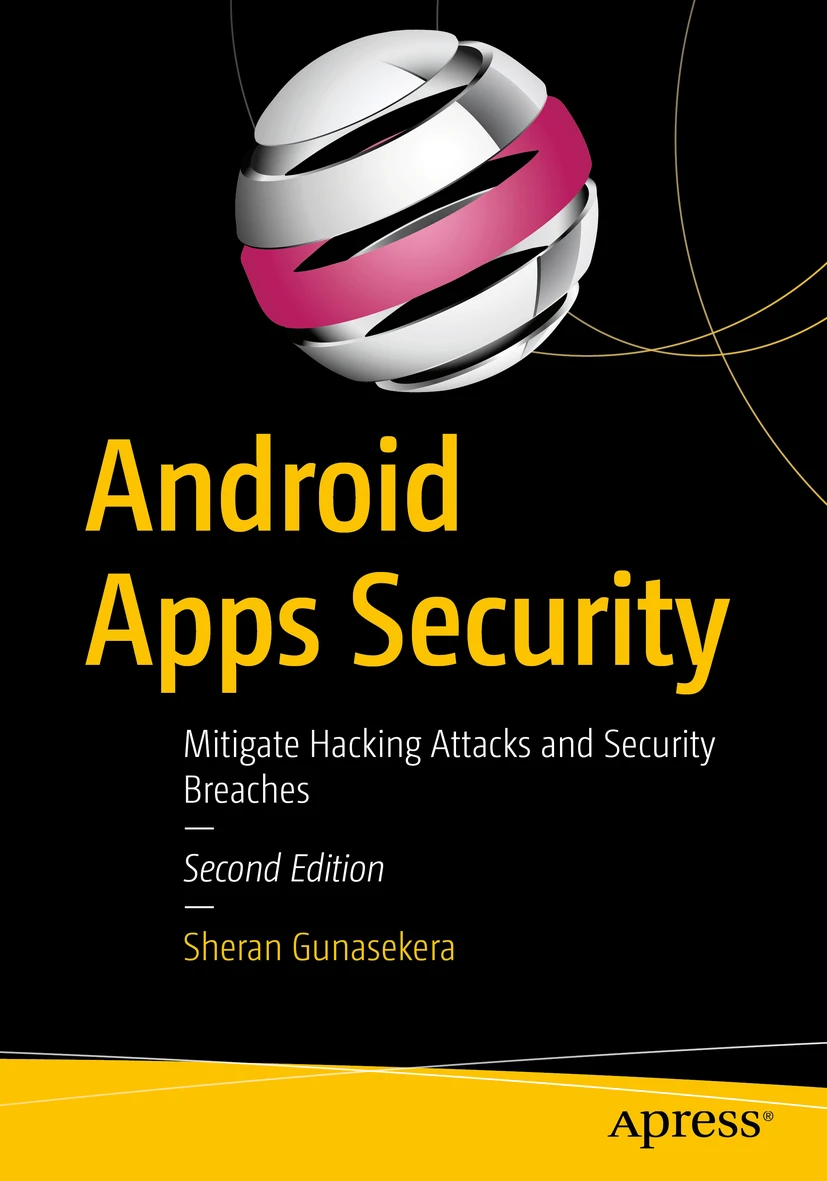 Android
Apps Security
Mitigate Hacking Attacks and Security
Breaches
—
Second Edition
—
Sheran Gunasekera
Apress®